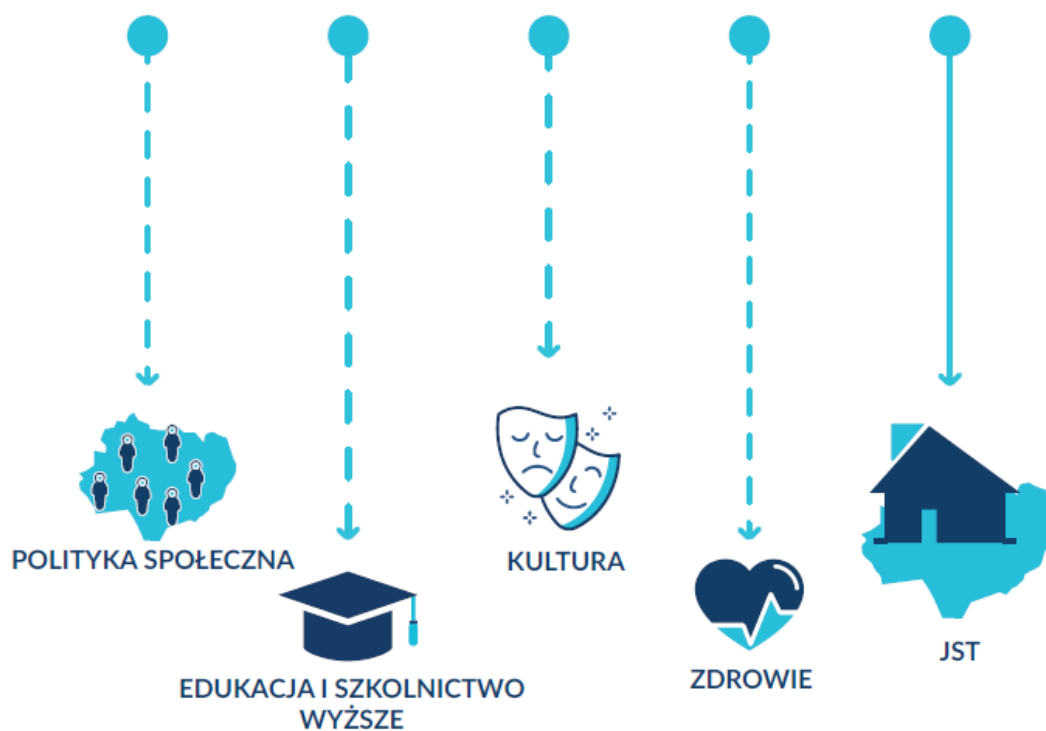 POLITYKA SPOŁECZNA
EDUKACJA I SZKOLNICTWO
WYŻSZE
KULTURA
ZDROWIE
JST